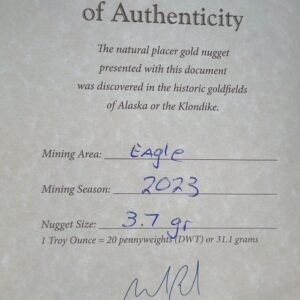 of Authenticity
The natural placer gold nugget
presented with this document
was discovered in the historic goldfields
of Alaska or the Klondike.
Mining Area: Eagle
Mining Season: 2023
Nugget Size: 3.7 gr
1 Troy Ounce = 20 pennyweights (DWT) or 31.1 grams